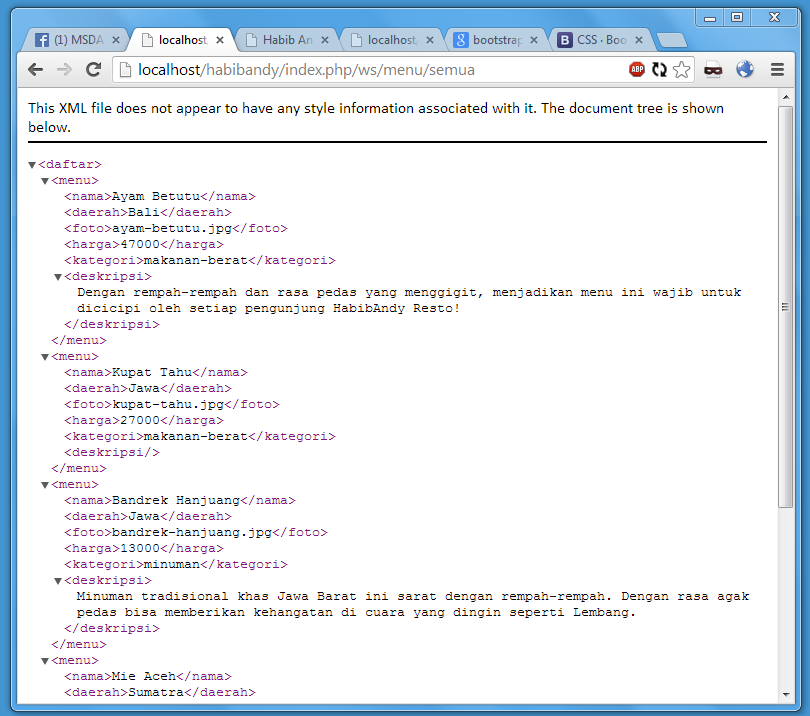 (1) MSDA
localhost
Habib An
localhost
bootstrap
CSS · Boo
localhost/habibandy/index.php/ws/menu/semua
ABP
This XML file does not appear to have any style information associated with it. The document tree is shown
below.
<daftar>
<menu>
<nama>Ayam Betutu</nama>
<daerah>Bali</daerah>
<foto>ayam-betutu.jpg</foto>
<harga>47000</harga>
<kategori>makanan-berat</kategori>
<deskripsi>
Dengan rempah-rempah dan rasa pedas yang menggigit, menjadikan menu ini wajib untuk
dicicipi oleh setiap pengunjung HabibAndy Resto!
</deskripsi>
</menu>
<menu>
<nama>Kupat Tahu</nama>
<daerah>Jawa</daerah>
<foto>kupat-tahu.jpg</foto>
<harga>27000</harga>
<kategori>makanan-berat</kategori>
<deskripsi/>
</menu>
<menu>
<nama>Bandrek Hanjuang</nama>
<daerah>Jawa</daerah>
<foto>bandrek-hanjuang.jpg</foto>
<harga>13000</harga>
<kategori>minuman</kategori>
<deskripsi>
Minuman tradisional khas Jawa Barat ini sarat dengan rempah-rempah. Dengan rasa agak
pedas bisa memberikan kehangatan di cuara yang dingin seperti Lembang.
</deskripsi>
</menu>
<menu>
<nama>Mie Aceh</nama>
<daerah>Sumatra</daerah>